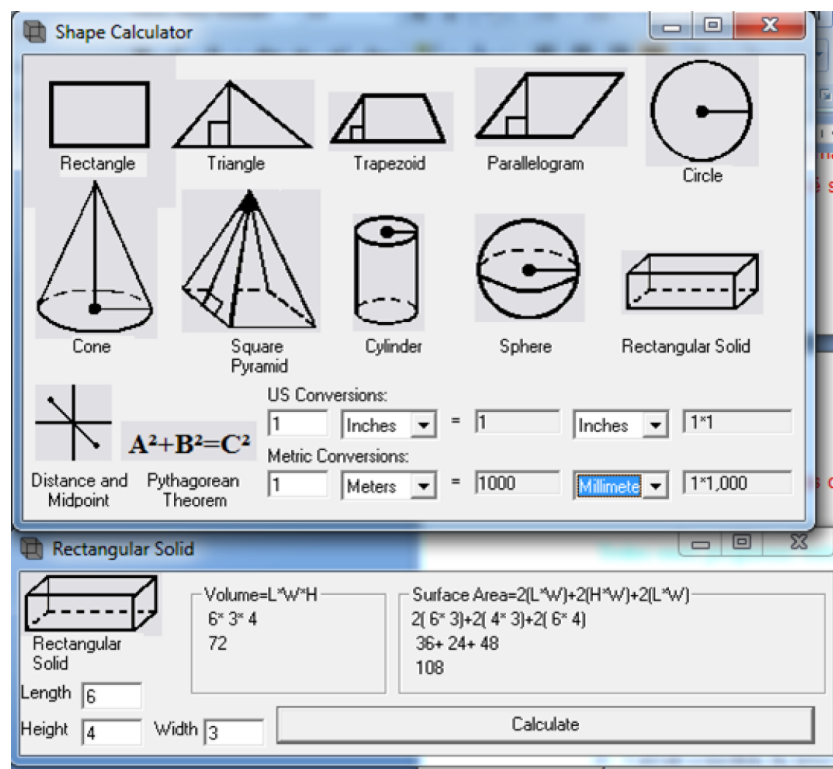 Shape Calculator
Rectangle
Triangle
Trapezoid
Parallelogram
Circle
Cone
Square
Pyramid
Cylinder
Sphere
Rectangular Solid
US Conversions:
1 Inches = 1 Inches 1*1
A²+B²=C²
Metric Conversions:
Distance and
Midpoint
Pythagorean
Theorem
1 Meters = 1000 Millimete 1*1,000
Rectangular Solid
Volume=L*W*H
6* 3* 4
72
Surface Area=2(L*W)+2(H*W)+2(L*W)
2( 6* 3)+2( 4* 3)+2( 6* 4)
36+ 24+ 48
108
Rectangular
Solid
Length 6
Height 4 Width 3
Calculate